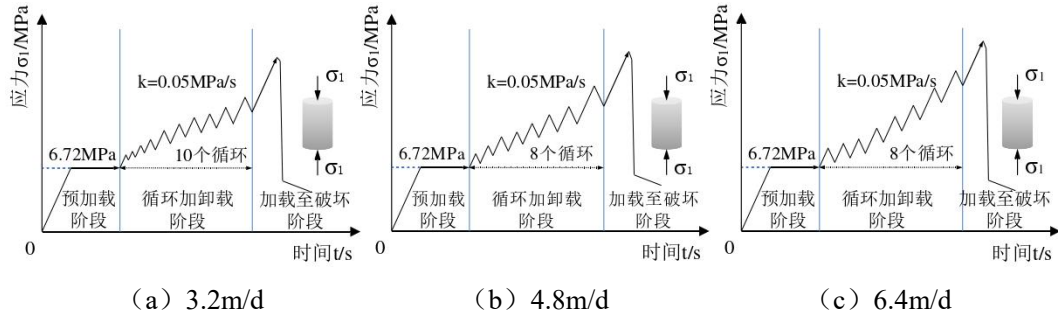 应力σ1/MPa
k=0.05MPa/s
σ1
6.72MPa
10个循环
σ1
预加载
阶段
循环加卸载
阶段
加载至破坏
阶段
0
时间t/s
(a) 3.2m/d
应力σ1/MPa
k=0.05MPa/s
σ1
6.72MPa
8个循环
σ1
预加载
阶段
循环加卸载
阶段
加载至破坏
阶段
0
时间t/s
(b) 4.8m/d
应力σ1/MPa
k=0.05MPa/s
σ1
6.72MPa
8个循环
σ1
预加载
阶段
循环加卸载
阶段
加载至破坏
阶段
0
时间t/s
(c) 6.4m/d